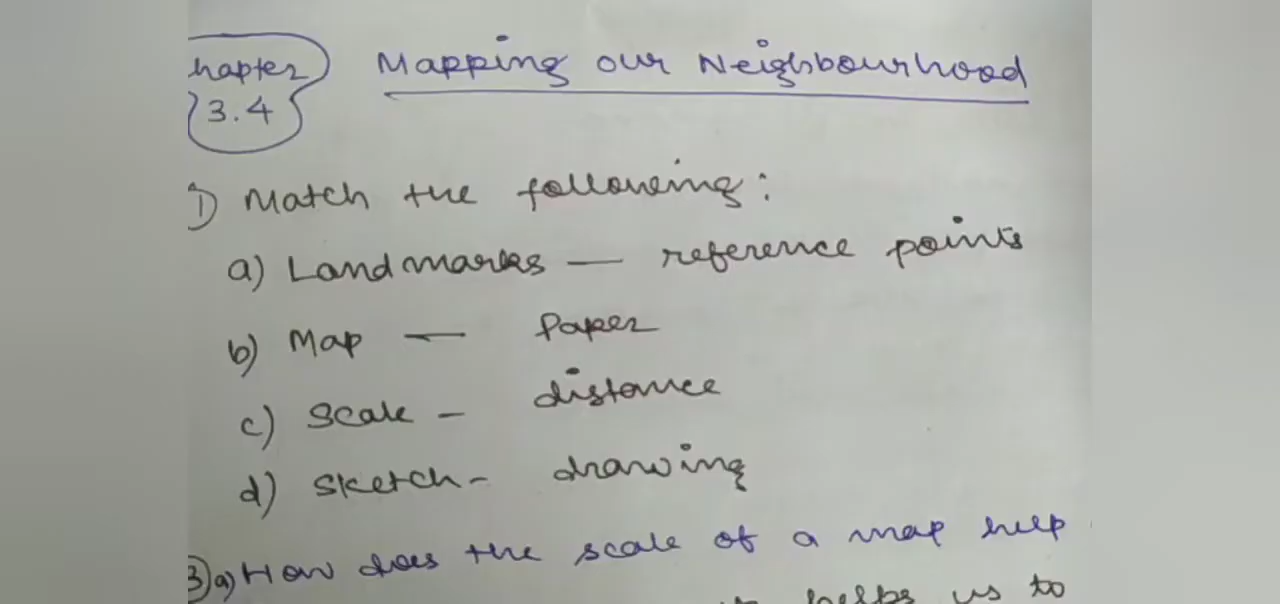 hapter
3.4
Mapping our Neighbourhood
1) Match the following:
a) Landmarks — reference points
b) Map — Paper
c) Scale - distance
d) Sketch - drawing
3) a) How does the scale of a map help
helps us to